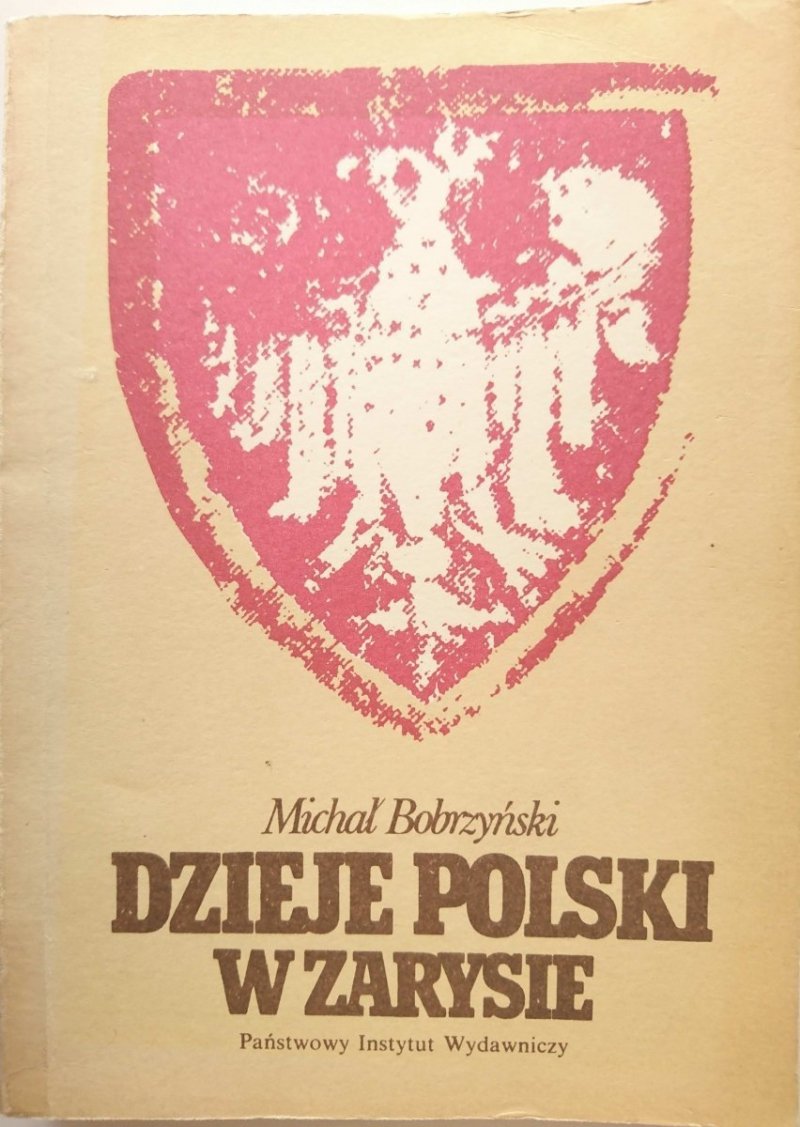 Michał Bobrzyński
DZIEJE POLSKI
W ZARYSIE
Państwowy Instytut Wydawniczy